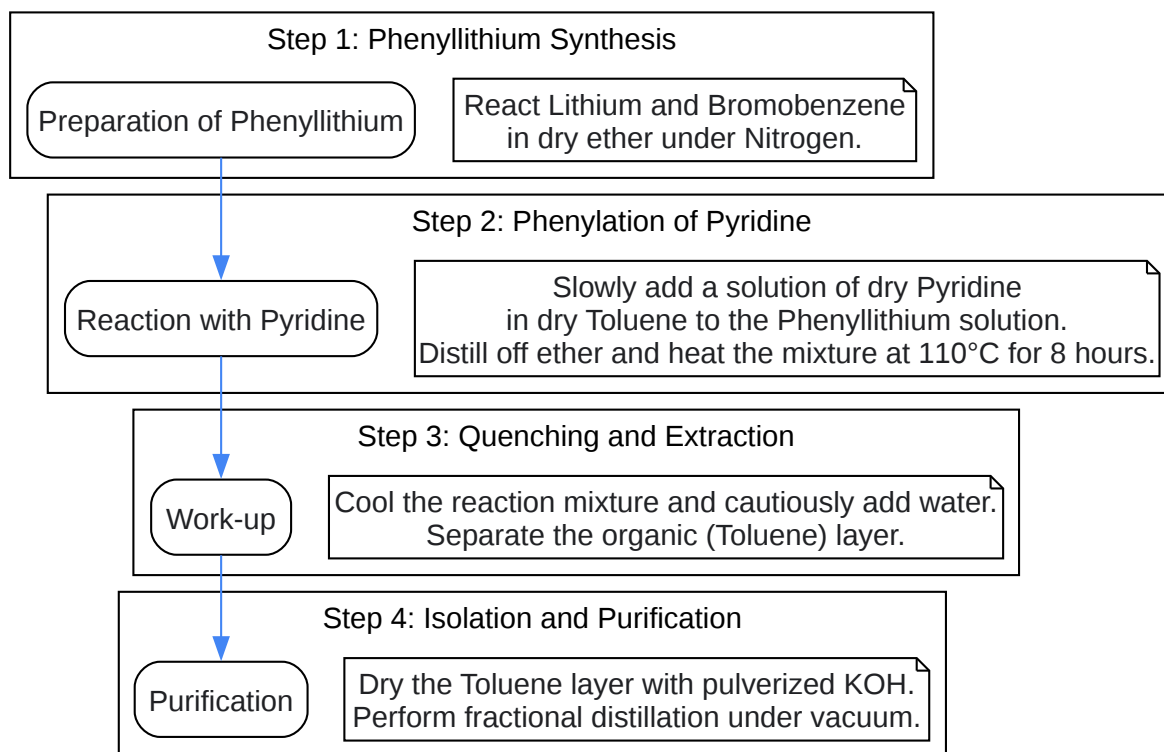 Step 1: Phenyllithium Synthesis
Preparation of Phenyllithium
React Lithium and Bromobenzene
in dry ether under Nitrogen.
Step 2: Phenylation of Pyridine
Reaction with Pyridine
Slowly add a solution of dry Pyridine
in dry Toluene to the Phenyllithium solution.
Distill off ether and heat the mixture at 110°C for 8 hours.
Step 3: Quenching and Extraction
Work-up
Cool the reaction mixture and cautiously add water.
Separate the organic (Toluene) layer.
Step 4: Isolation and Purification
Purification
Dry the Toluene layer with pulverized KOH.
Perform fractional distillation under vacuum.